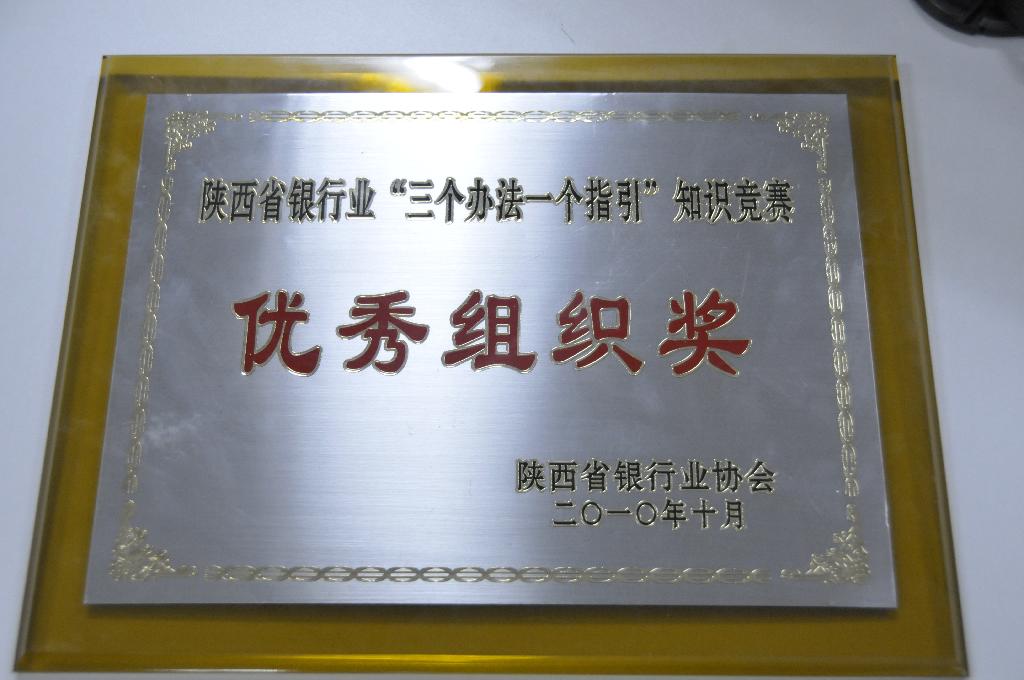 陕西省银行业“三个办法一个指引”知识竞赛
优秀组织奖
陕西省银行业协会
二〇一〇年十月